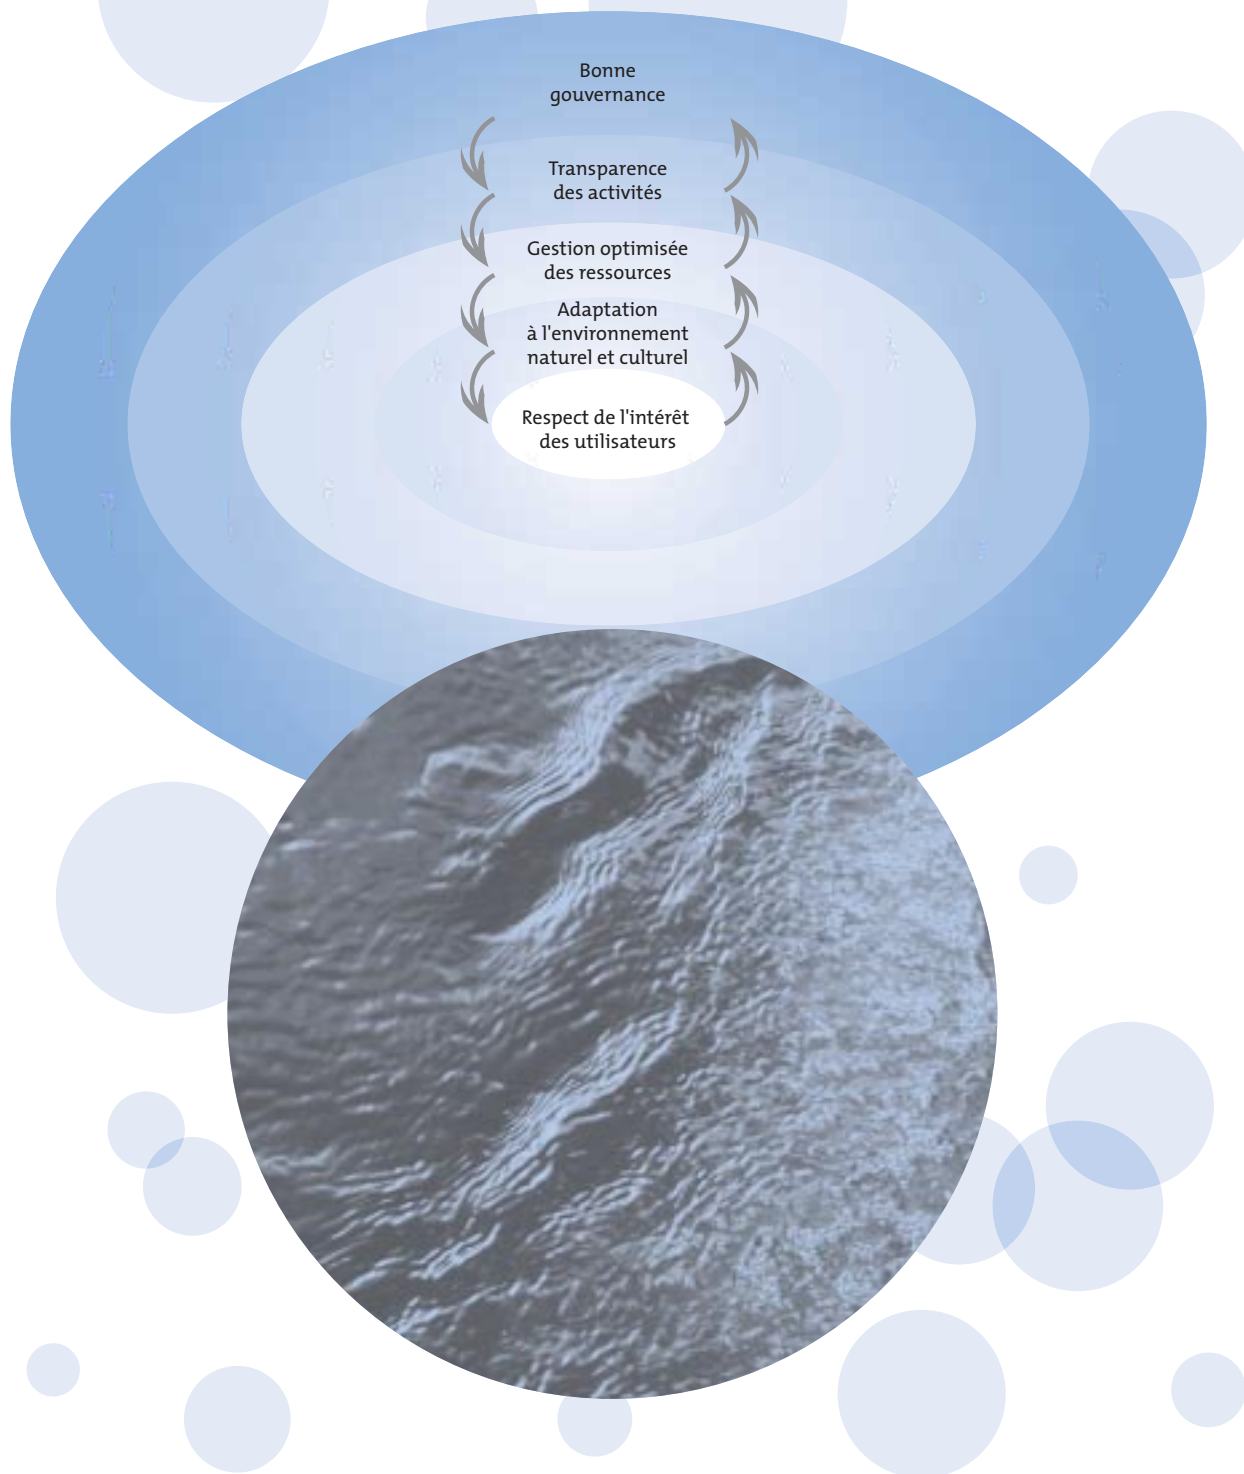 Bonne
gouvernance
Transparence
des activités
Gestion optimisée
des ressources
Adaptation
à l'environnement
naturel et culturel
Respect de l'intérêt
des utilisateurs